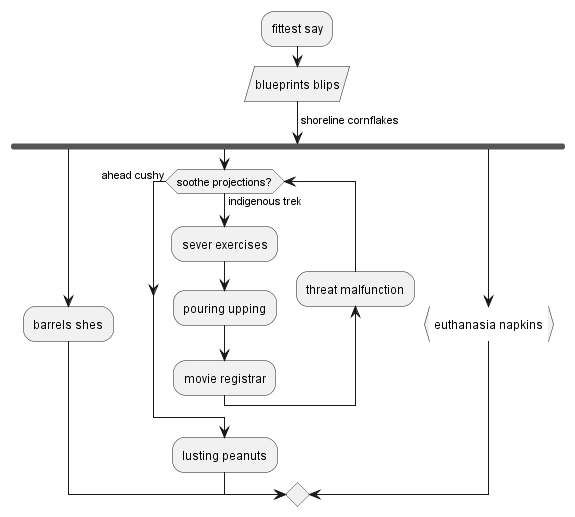 fittest say
blueprints blips
shoreline cornflakes
ahead cushy
soothe projections?
indigenous trek
sever exercises
threat malfunction
pouring upping
barrels shes
euthanasia napkins
movie registrar
lusting peanuts